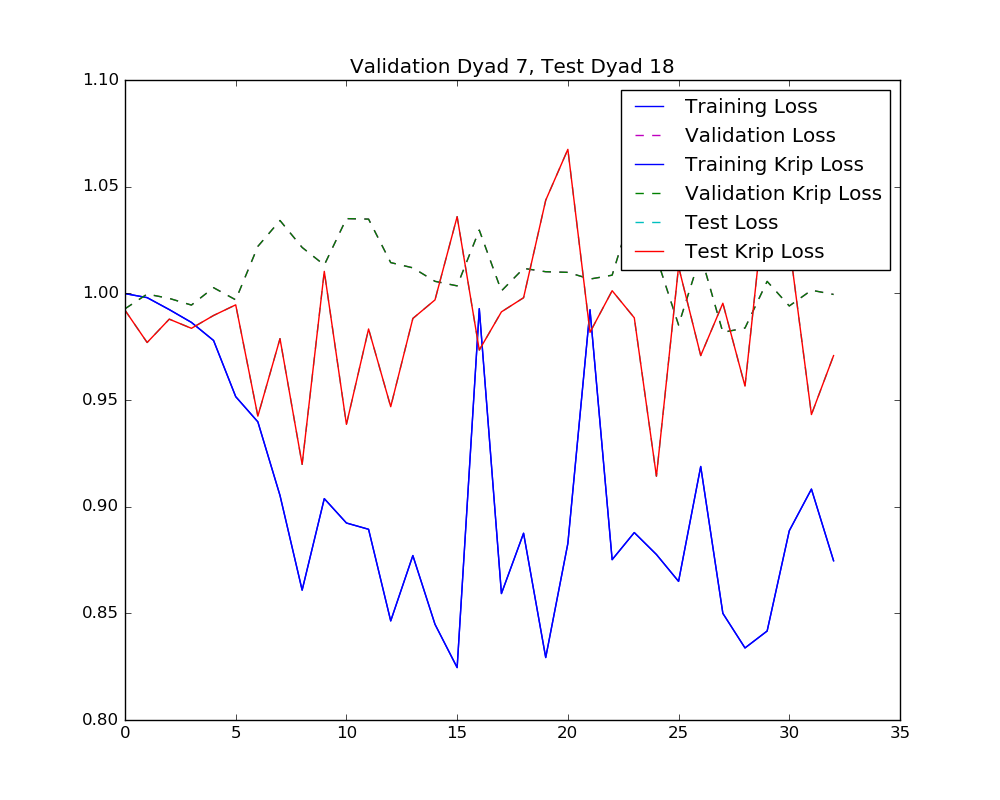 Validation Dyad 7, Test Dyad 18
1.10
1.05
1.00
0.95
0.90
0.85
0.80
0
5
10
15
20
25
30
35
Training Loss
Validation Loss
Training Krip Loss
Validation Krip Loss
Test Loss
Test Krip Loss